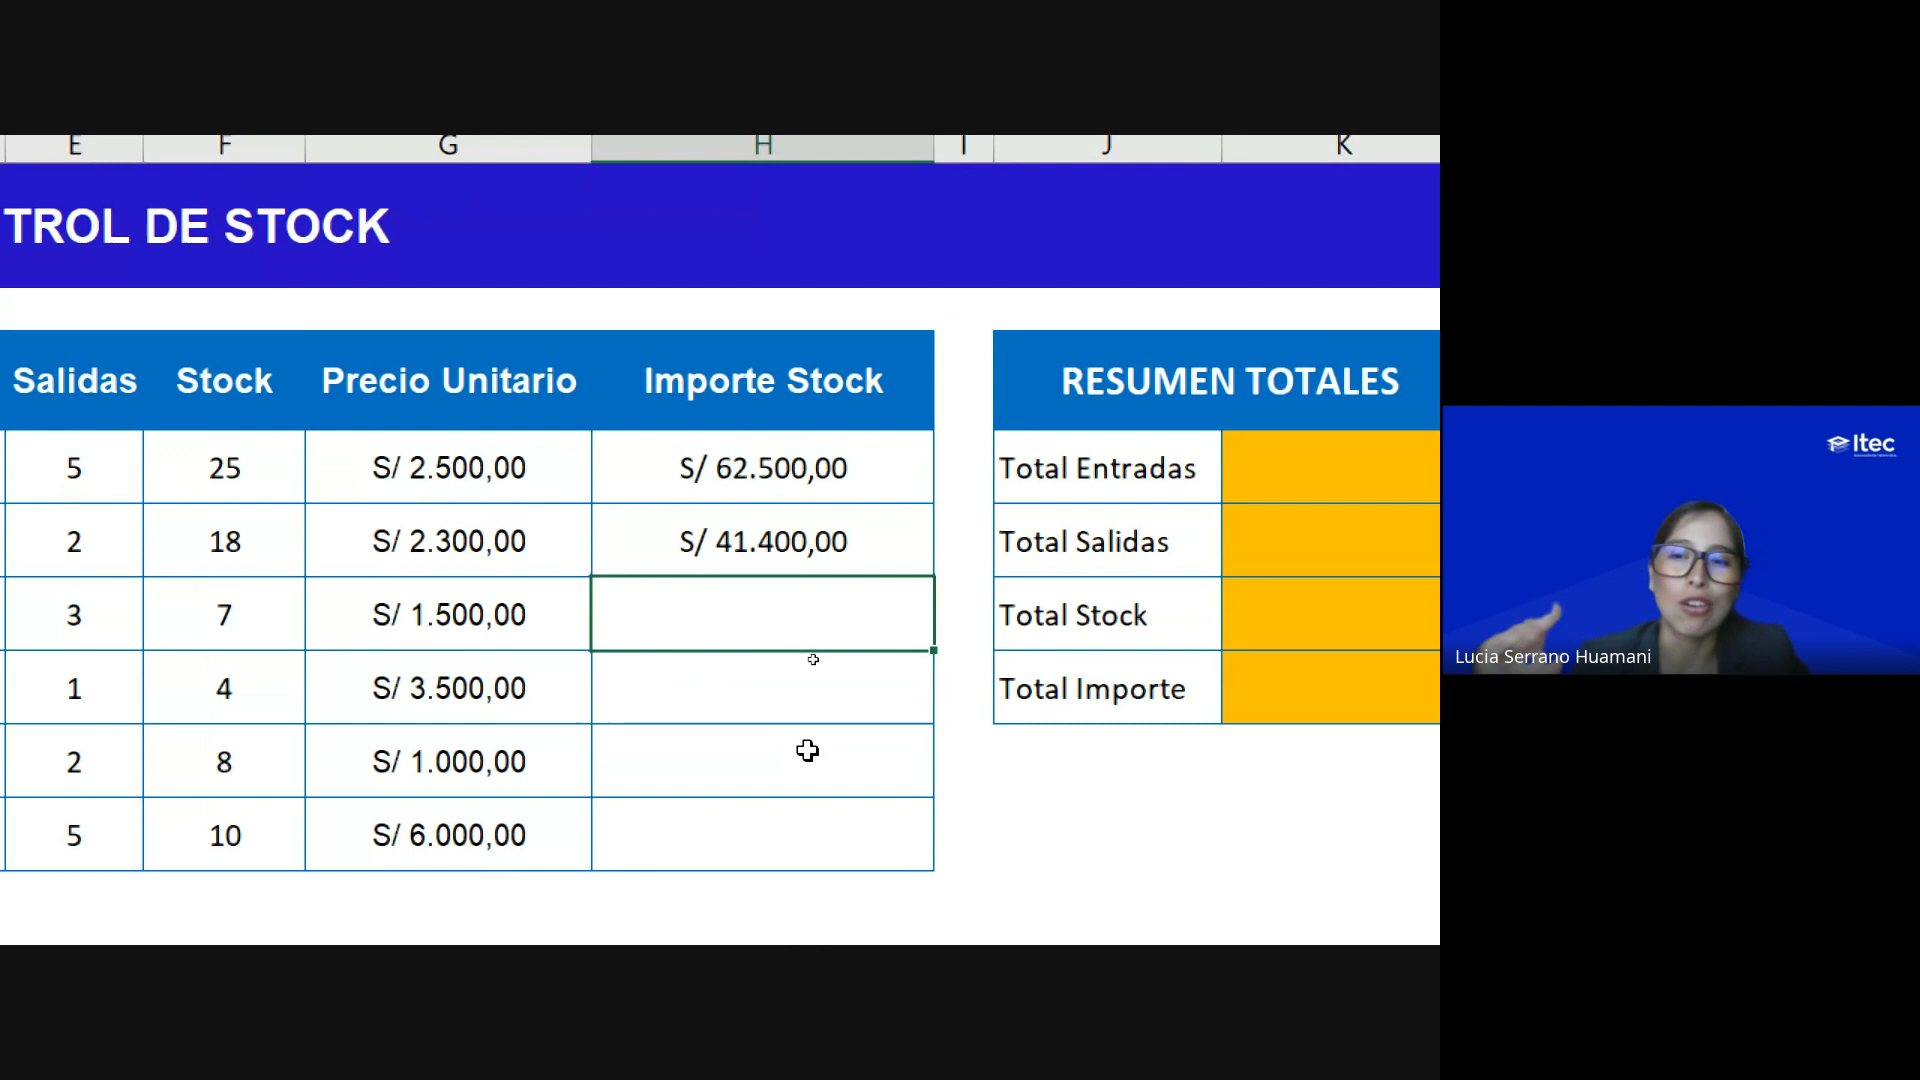 E F G H I J K
TROL DE STOCK
Salidas Stock Precio Unitario Importe Stock RESUMEN TOTALES
5 25 S/ 2.500,00 S/ 62.500,00 Total Entradas
2 18 S/ 2.300,00 S/ 41.400,00 Total Salidas
3 7 S/ 1.500,00 Total Stock
1 4 S/ 3.500,00 Total Importe
2 8 S/ 1.000,00
5 10 S/ 6.000,00
Itec
Lucia Serrano Huamani